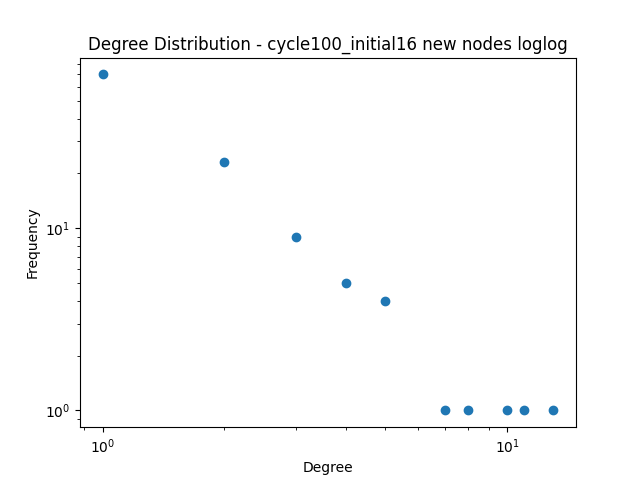 Degree Distribution - cycle100_initial16 new nodes loglog
Frequency
10¹
10⁰
10⁰
10¹
Degree